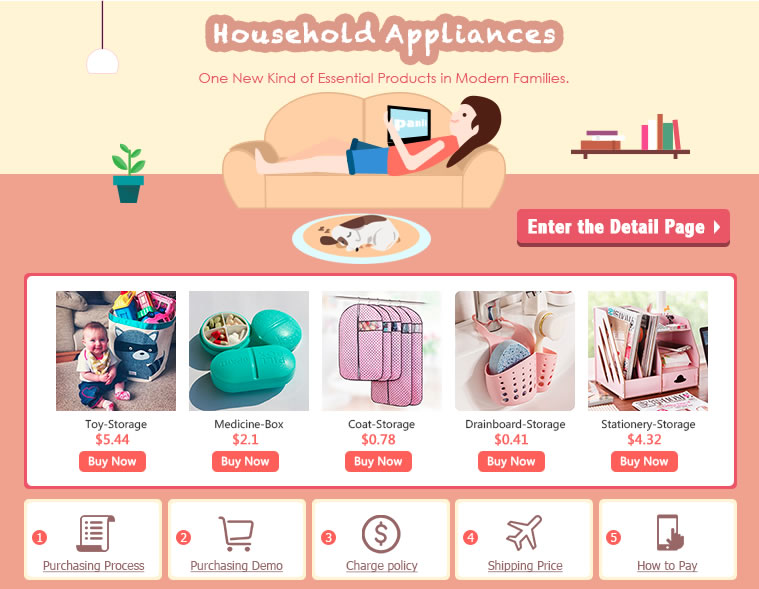 Household Appliances
One New Kind of Essential Products in Modern Families.
Enter the Detail Page
Toy-Storage
$5.44
Buy Now
Medicine-Box
$2.1
Buy Now
Coat-Storage
$0.78
Buy Now
Drainboard-Storage
$0.41
Buy Now
Stationery-Storage
$4.32
Buy Now
1 Purchasing Process
2 Purchasing Demo
3 Charge policy
4 Shipping Price
5 How to Pay